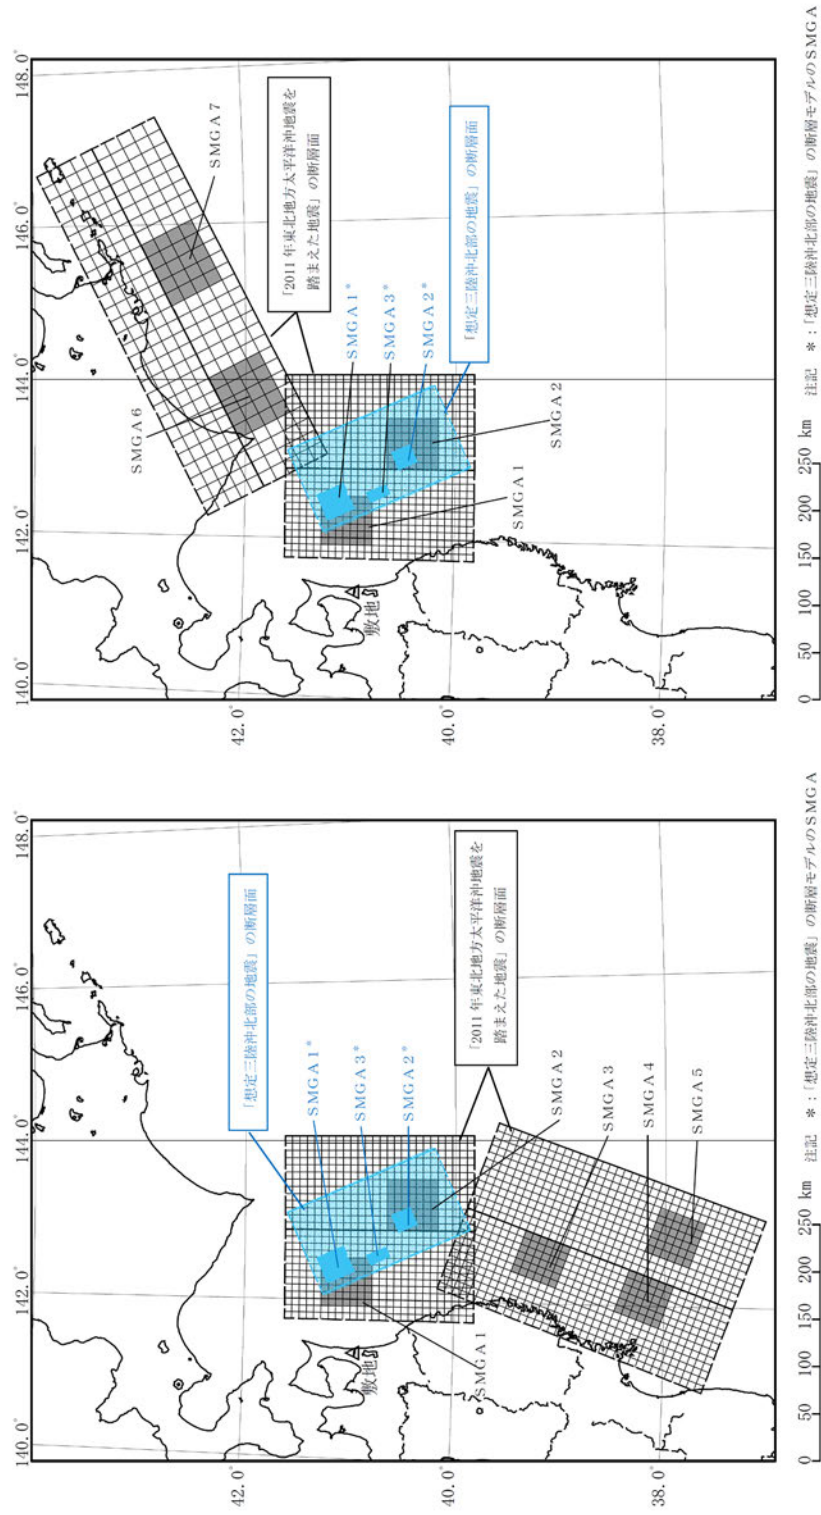 140.0°
142.0°
144.0°
146.0°
148.0°
42.0°
40.0°
38.0°
「想定三陸沖北部の地震」の断層面
SMGA1*
SMGA3*
SMGA2*
「2011年東北地方太平洋沖地震を
踏まえた地震」の断層面
敷地
SMGA1
SMGA2
SMGA3
SMGA4
SMGA5
0 50 100 150 200 250 km
注記 *:「想定三陸沖北部の地震」の断層モデルのSMGA
140.0°
142.0°
144.0°
146.0°
148.0°
42.0°
40.0°
38.0°
SMGA7
SMGA6
「2011年東北地方太平洋沖地震を
踏まえた地震」の断層面
SMGA1*
SMGA3*
SMGA2*
「想定三陸沖北部の地震」の断層面
敷地
SMGA2
SMGA1
0 50 100 150 200 250 km
注記 *:「想定三陸沖北部の地震」の断層モデルのSMGA